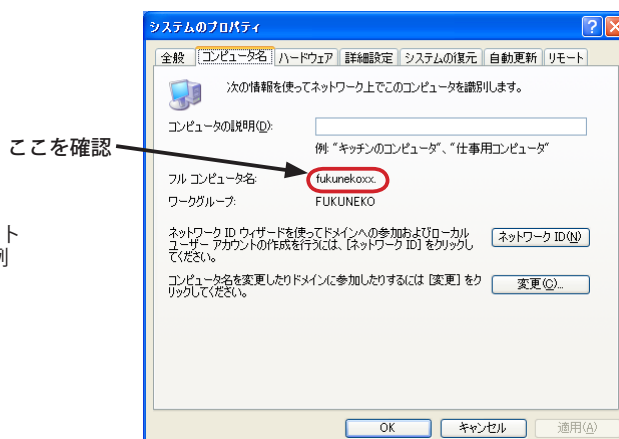 システムのプロパティ
全般 コンピュータ名 ハードウェア 詳細設定 システムの復元 自動更新 リモート
次の情報を使ってネットワーク上でこのコンピュータを識別します。
コンピュータの説明(D):
例: "キッチンのコンピュータ"、"仕事用コンピュータ"
ここを確認
フル コンピュータ名: fukunekoxx.
ワークグループ: FUKUNEKO
ト
例
ネットワーク ID ウィザードを使ってドメインへの参加およびローカル
ユーザー アカウントの作成を行うには、[ネットワーク ID] をクリックし
てください。
ネットワーク ID(N)
コンピュータ名を変更したりドメインに参加したりするには [変更] をク
リックしてください。
変更(C)...
OK キャンセル 適用(A)